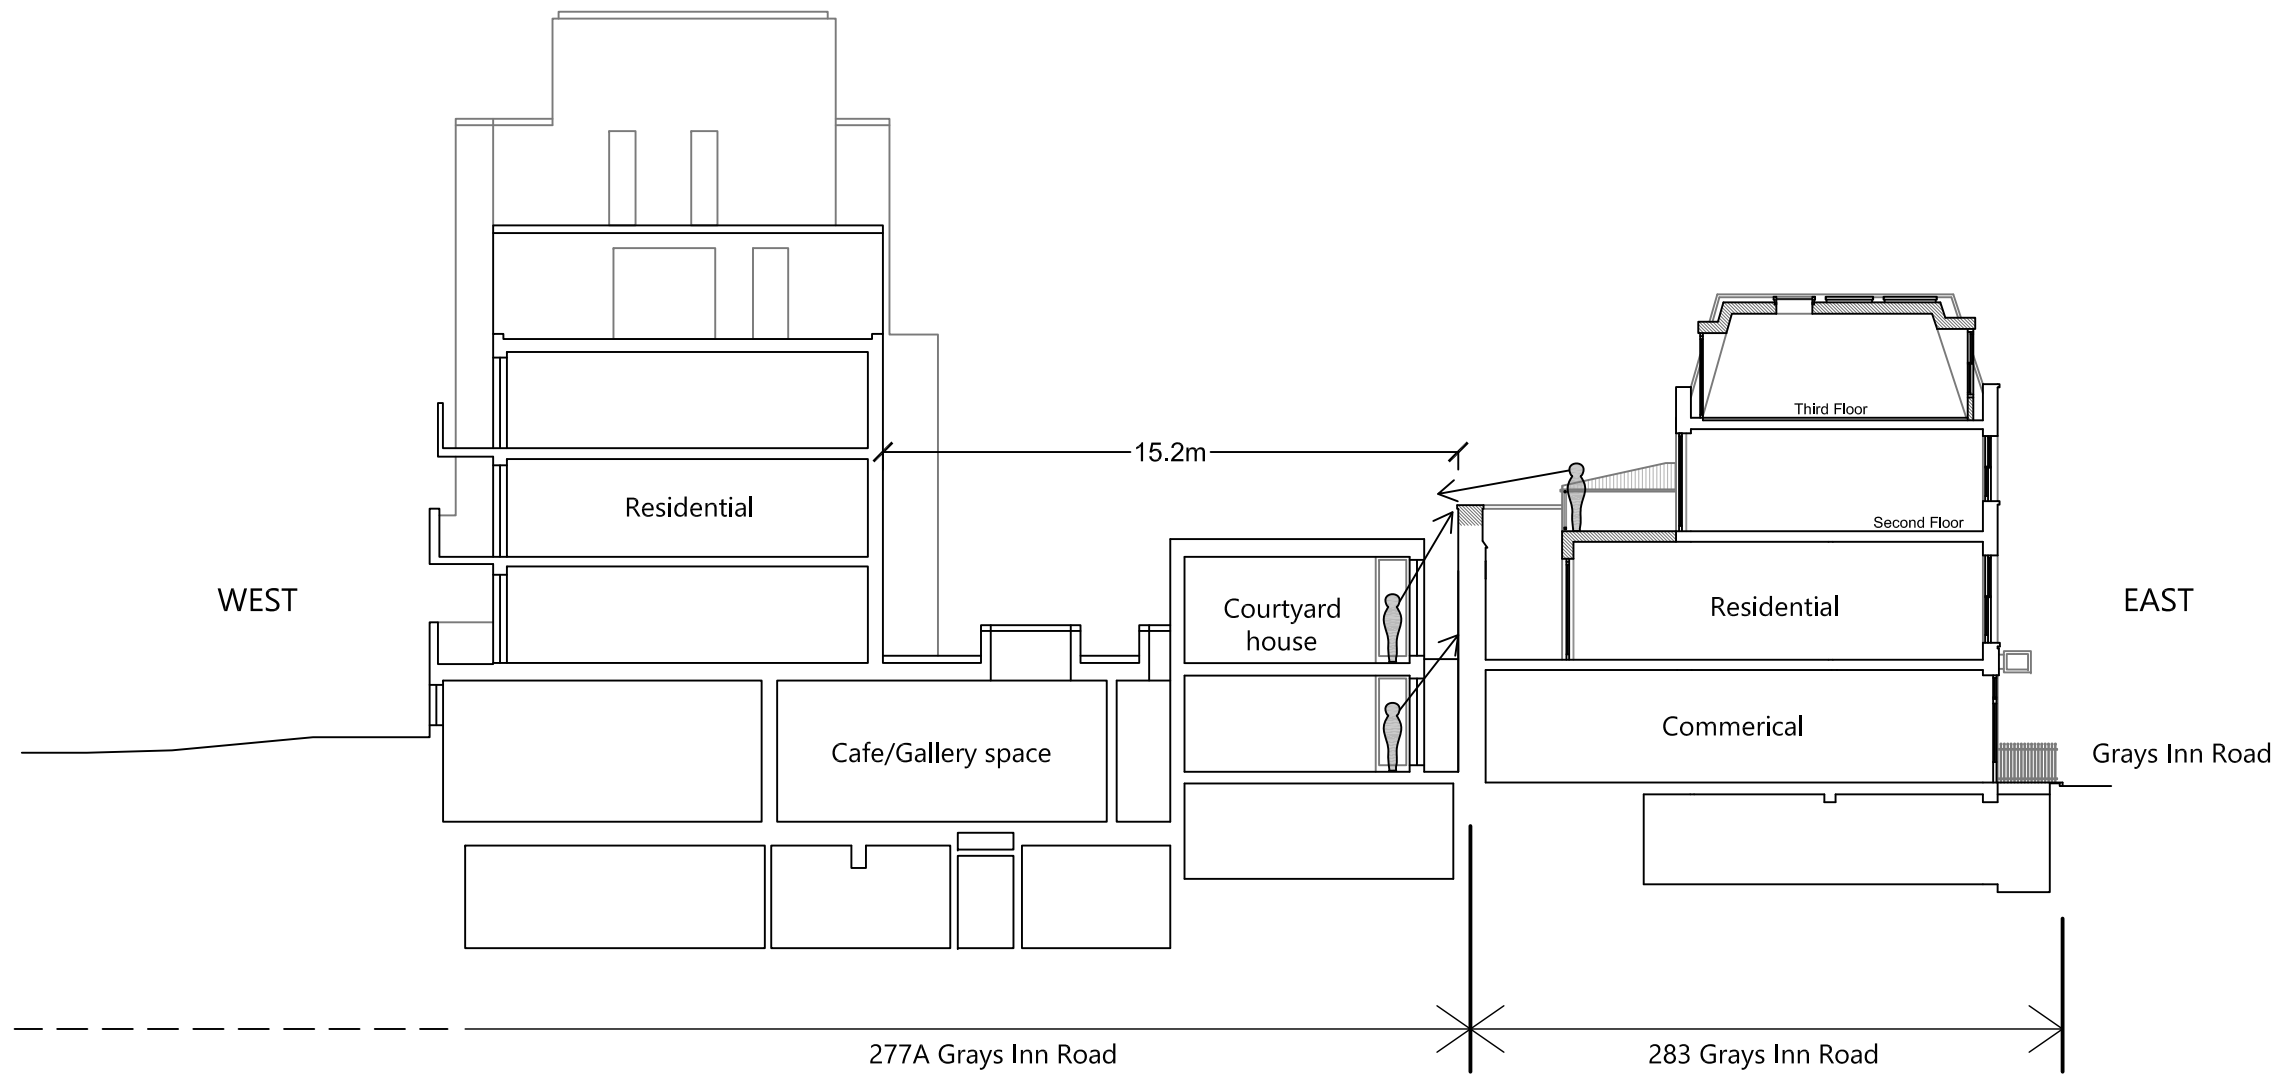 Third Floor
15.2m
Residential
Second Floor
WEST
Courtyard
house
Residential
EAST
Cafe/Gallery space
Commerical
Grays Inn Road
277A Grays Inn Road
283 Grays Inn Road